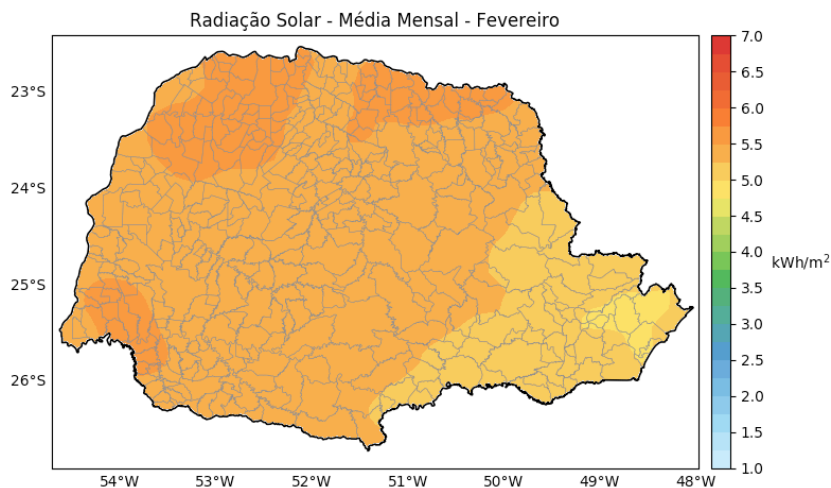 Radiação Solar - Média Mensal - Fevereiro
23°S
24°S
25°S
26°S
54°W 53°W 52°W 51°W 50°W 49°W 48°W
7.0
6.5
6.0
5.5
5.0
4.5
4.0
3.5
3.0
2.5
2.0
1.5
1.0
kWh/m²